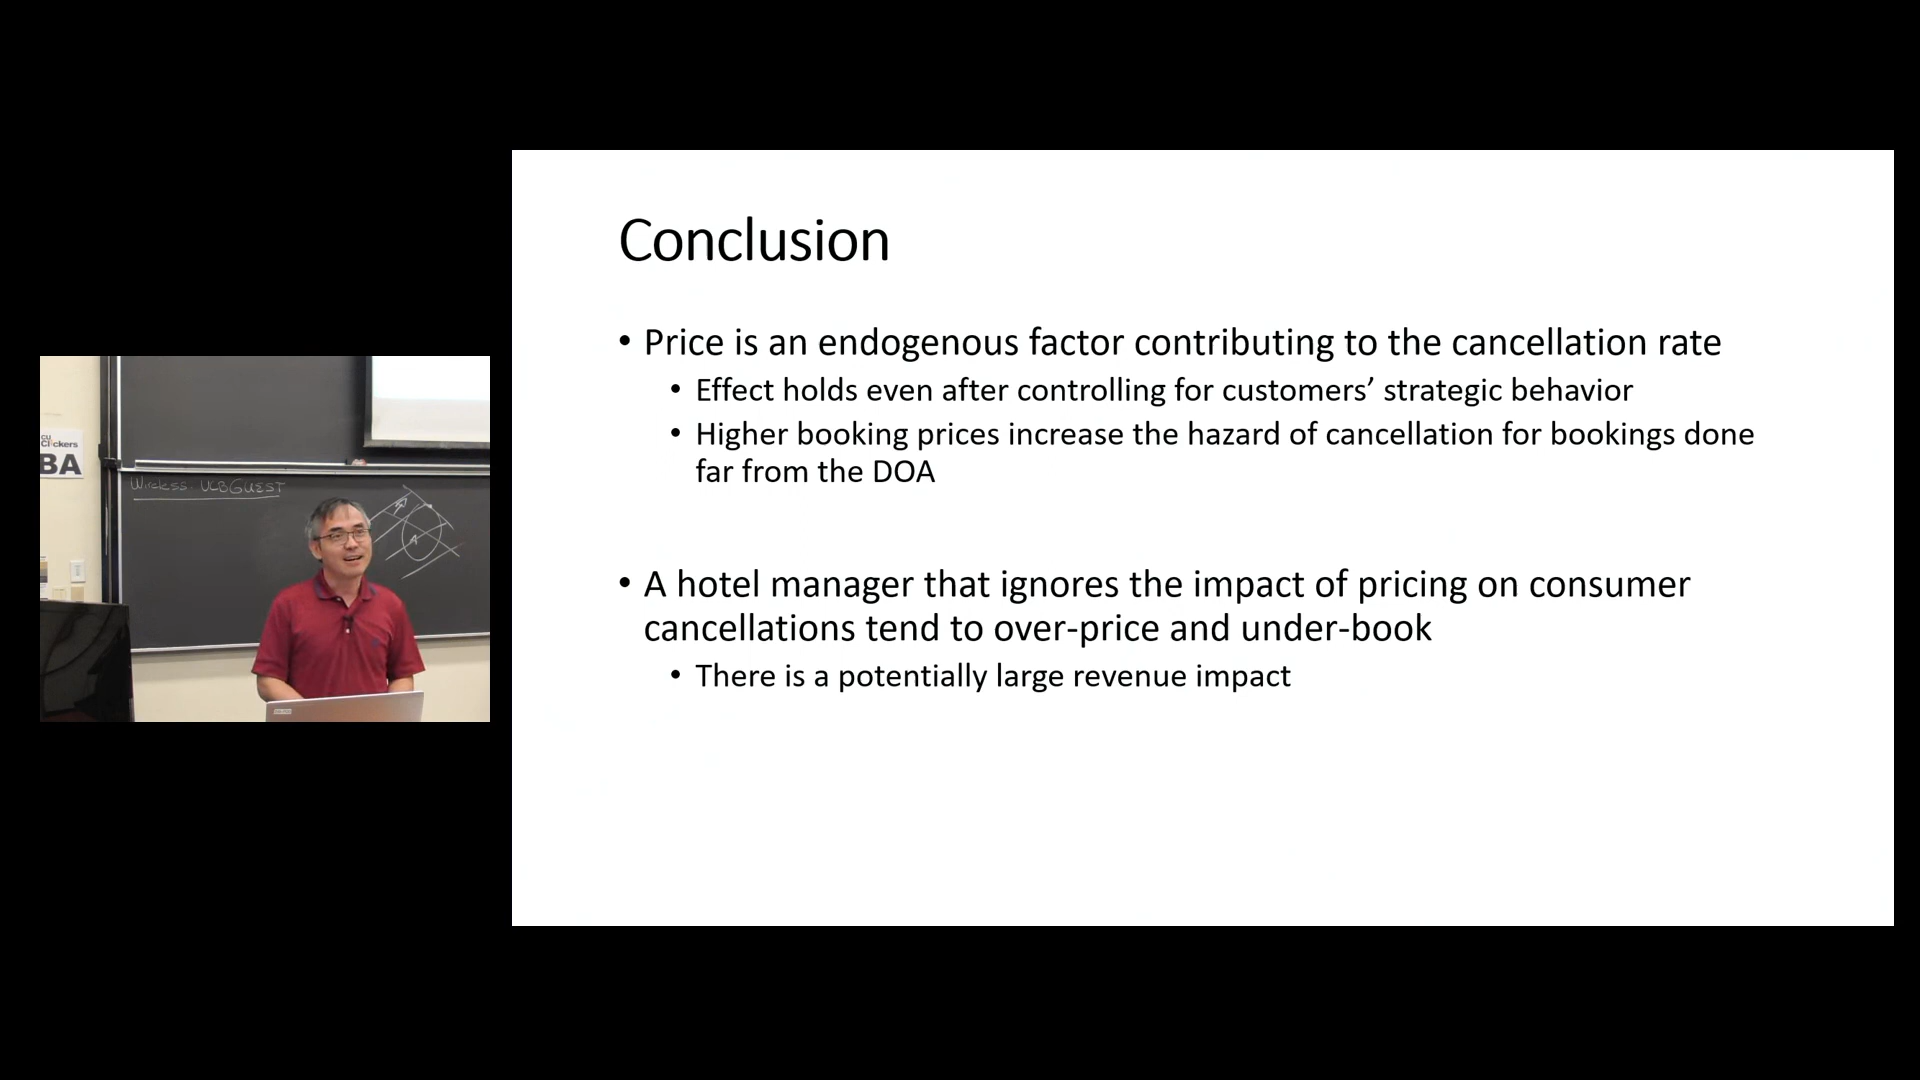 CU
Clickers
BA
Wireless: UCBGUEST
A
Conclusion
• Price is an endogenous factor contributing to the cancellation rate
• Effect holds even after controlling for customers’ strategic behavior
• Higher booking prices increase the hazard of cancellation for bookings done
far from the DOA
• A hotel manager that ignores the impact of pricing on consumer
cancellations tend to over-price and under-book
• There is a potentially large revenue impact